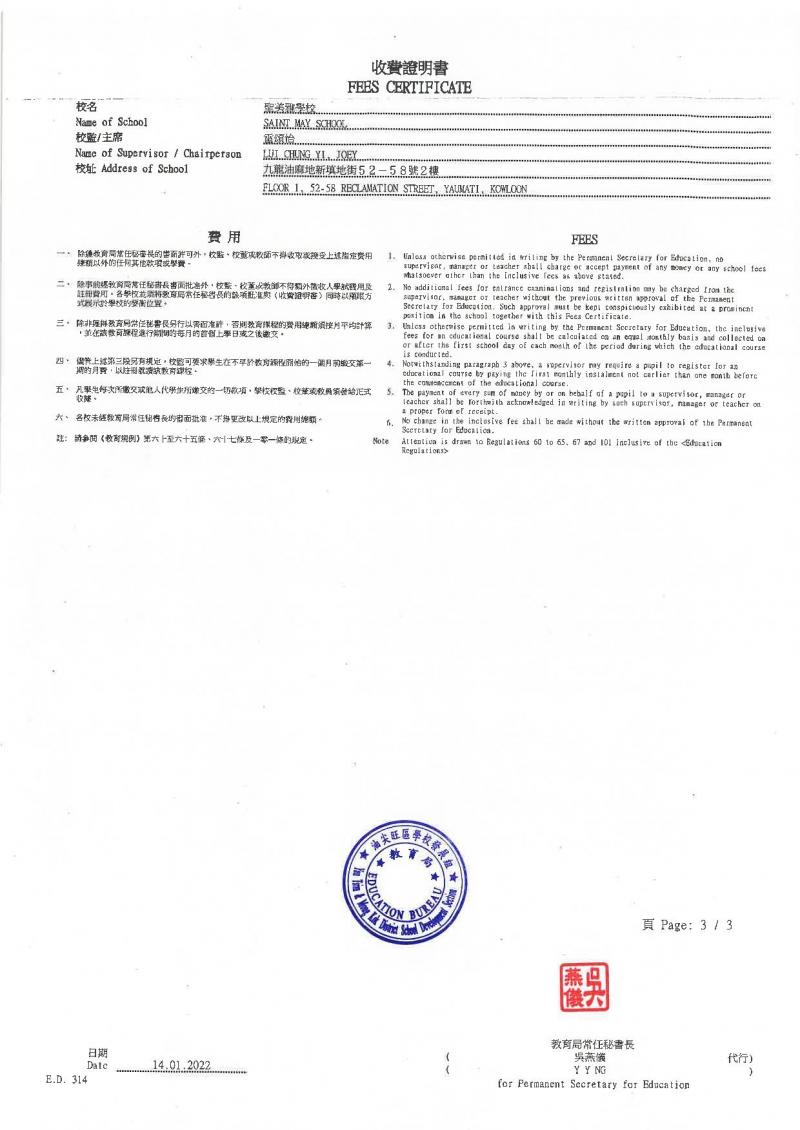 收費證明書
FEES CERTIFICATE
校名
聖美雅學校
Name of School
SAINT MAY SCHOOL
校監/主席
雷頌怡
Name of Supervisor / Chairperson
LUI CHUNG YI, JOEY
校址 Address of School
九龍油麻地新填地街52-58號2樓
FLOOR 1, 52-58 RECLAMATION STREET, YAUMATI, KOWLOON
費用
一、 除獲教育局常任秘書長的書面許可外，校監、校董或教師不得收取或接受上述指定費用
總額以外的任何其他款項或學費。
二、 除事前經教育局常任秘書長書面批准外，校監、校董或教師不得額外徵收入學試費用及
註冊費用。各學校並須將教育局常任秘書長的該項批准與《收費證明書》同時以顯眼方
式展示於學校的當衝位置。
三、 除非獲得教育局常任秘書長另行以書面准許，否則教育課程的費用總額須按月平均計算
，並在該教育課程進行期間的每月的首個上學日或之後繳交。
四、 儘管上述第三段另有規定，校監可要求學生在不早於教育課程開始的一個月前繳交第一
期的月費，以註冊就讀該教育課程。
五、 凡學生每次所繳交或他人代學生所繳交的一切款項，學校校監、校董或教員須發給正式
收據。
六、 各校未經教育局常任秘書長的書面批准，不得更改以上規定的費用總額。
註: 請參閱《教育規例》第六十至六十五條、六十七條及一零一條的規定。
FEES
1. Unless otherwise permitted in writing by the Permanent Secretary for Education, no
supervisor, manager or teacher shall charge or accept payment of any money or any school fees
whatsoever other than the inclusive fees as above stated.
2. No additional fees for entrance examinations and registration may be charged from the
supervisor, manager or teacher without the previous written approval of the Permanent
Secretary for Education. Such approval must be kept conspicuously exhibited at a prominent
position in the school together with this Fees Certificate.
3. Unless otherwise permitted in writing by the Permanent Secretary for Education, the inclusive
fees for an educational course shall be calculated on an equal monthly basis and collected on
or after the first school day of each month of the period during which the educational course
is conducted.
4. Notwithstanding paragraph 3 above, a supervisor may require a pupil to register for an
educational course by paying the first monthly instalment not earlier than one month before
the commencement of the educational course.
5. The payment of every sum of money by or on behalf of a pupil to a supervisor, manager or
teacher shall be forthwith acknowledged in writing by such supervisor, manager or teacher on
a proper form of receipt.
6. No change in the inclusive fee shall be made without the written approval of the Permanent
Secretary for Education.
Note Attention is drawn to Regulations 60 to 65, 67 and 101 inclusive of the <Education
Regulations>
油尖旺區學校發展組
教育局
EDUCATION BUREAU
Yau Tsim & Mong Kok District School Development Section
頁 Page: 3 / 3
吳燕儀
日期
Date 14.01.2022
E.D. 314
教育局常任秘書長
( 吳燕儀 代行)
( Y Y NG )
for Permanent Secretary for Education